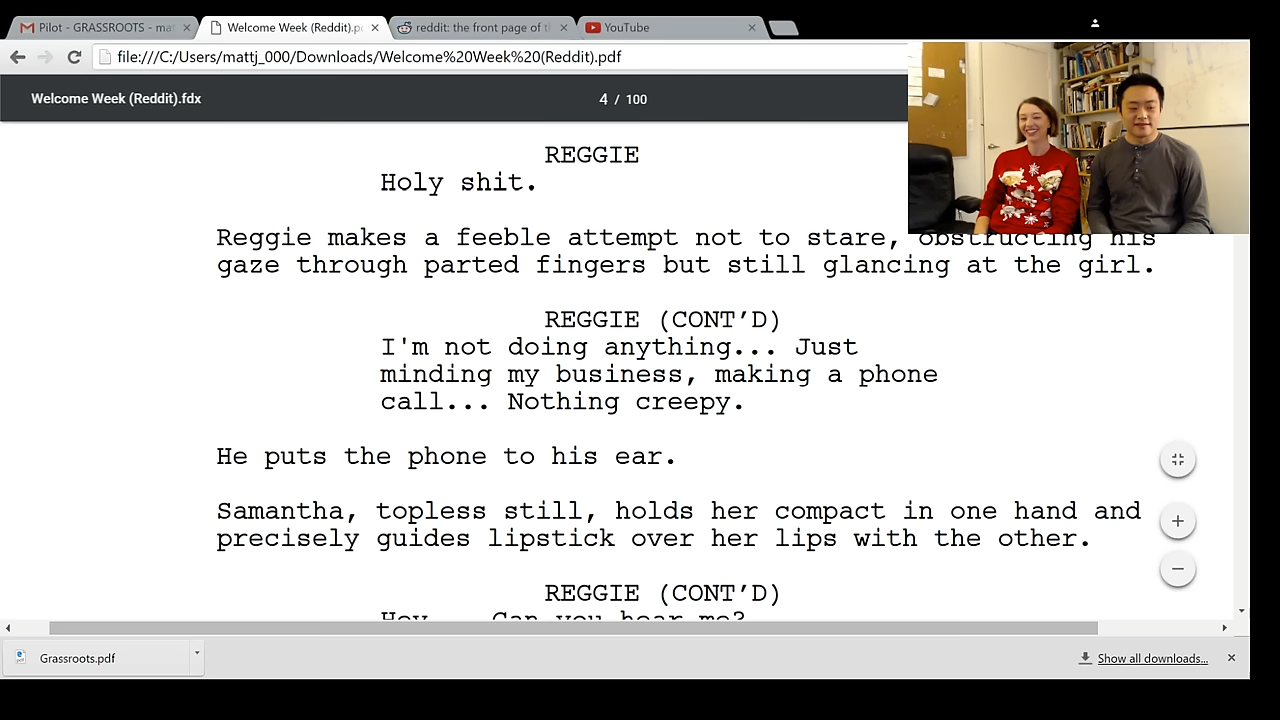 Pilot - GRASSROOTS - ma
Welcome Week (Reddit).p
reddit: the front page of t
YouTube
file:///C:/Users/mattj_000/Downloads/Welcome%20Week%20(Reddit).pdf
Welcome Week (Reddit).fdx
4 / 100
REGGIE
Holy shit.
Reggie makes a feeble attempt not to stare, obstructing his
gaze through parted fingers but still glancing at the girl.
REGGIE (CONT'D)
I'm not doing anything... Just
minding my business, making a phone
call... Nothing creepy.
He puts the phone to his ear.
Samantha, topless still, holds her compact in one hand and
precisely guides lipstick over her lips with the other.
REGGIE (CONT'D)
Hey... Can you hear me?
Grassroots.pdf
Show all downloads...